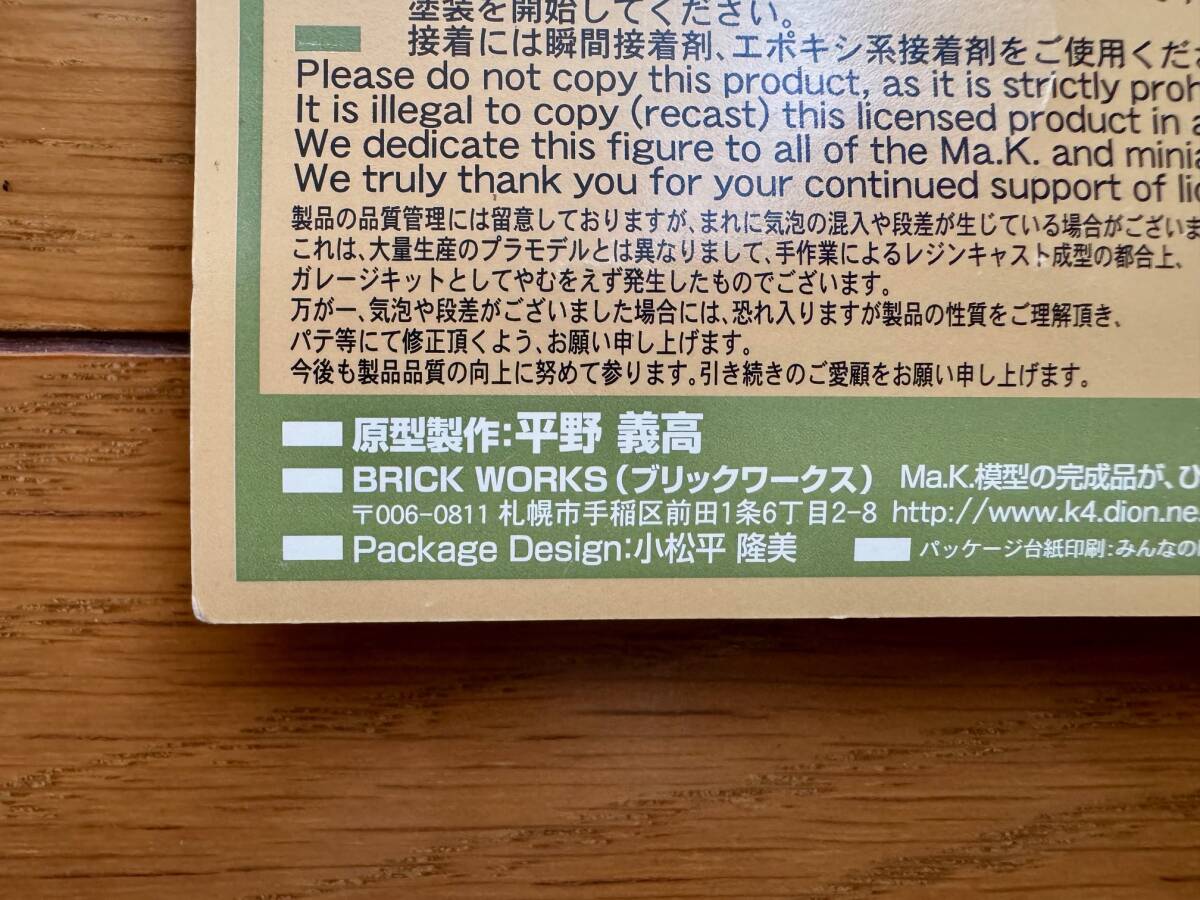 塗装を開始してください。
接着には瞬間接着剤、エポキシ系接着剤をご使用くだ
Please do not copy this product, as it is strictly proh
It is illegal to copy (recast) this licensed product in a
We dedicate this figure to all of the Ma.K. and minia
We truly thank you for your continued support of lic
製品の品質管理には留意しておりますが、まれに気泡の混入や段差が生じている場合がございま
これは、大量生産のプラモデルとは異なりまして、手作業によるレジンキャスト成型の都合上、
ガレージキットとしてやむをえず発生したものでございます。
万が一、気泡や段差がございました場合には、恐れ入りますが製品の性質をご理解頂き、
パテ等にて修正頂くよう、お願い申し上げます。
今後も製品品質の向上に努めて参ります。引き続きのご愛顧をお願い申し上げます。
原型製作:平野 義高
BRICK WORKS(ブリックワークス) Ma.K.模型の完成品が、ひ
〒006-0811 札幌市手稲区前田1条6丁目2-8 http://www.k4.dion.ne
Package Design:小松平 隆美 パッケージ台紙印刷:みんなの